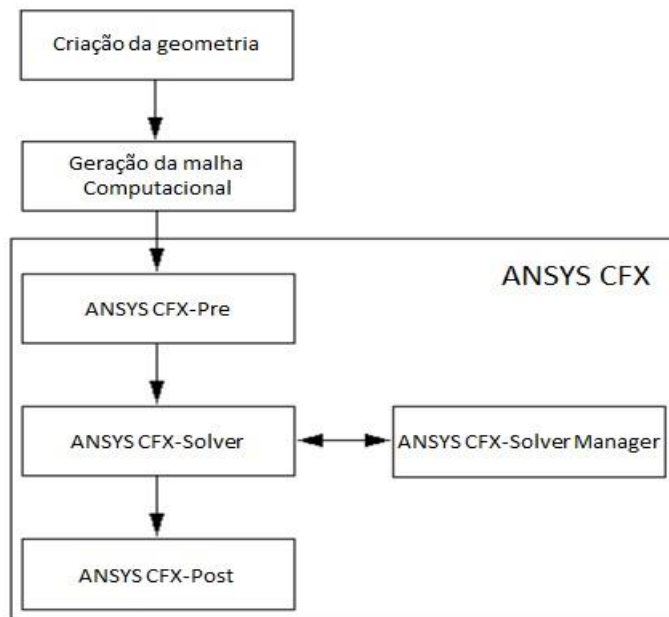 Criação da geometria
Geração da malha
Computacional
ANSYS CFX
ANSYS CFX-Pre
ANSYS CFX-Solver
ANSYS CFX-Solver Manager
ANSYS CFX-Post